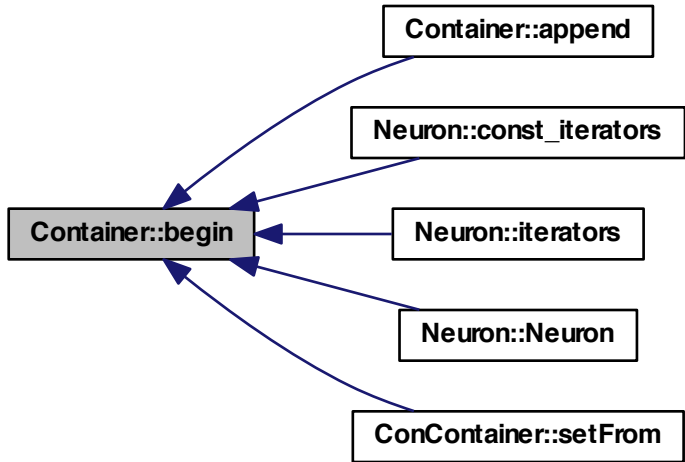 Container::append
Neuron::const_iterators
Container::begin
Neuron::iterators
Neuron::Neuron
ConContainer::setFrom